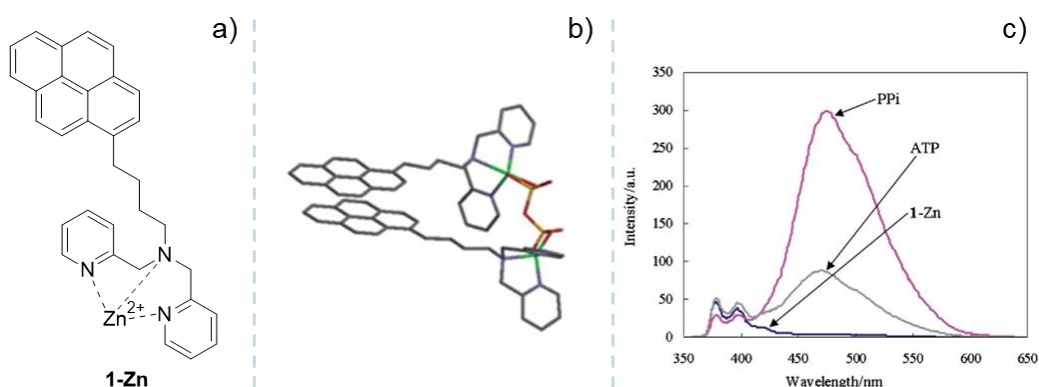 a)
N
N
Zn2+
N
1-Zn
b)
c)
350
300
250
200
150
100
50
0
350
400
450
500
550
600
650
Intensity/a.u.
Wavelength/nm
PPi
ATP
1-Zn